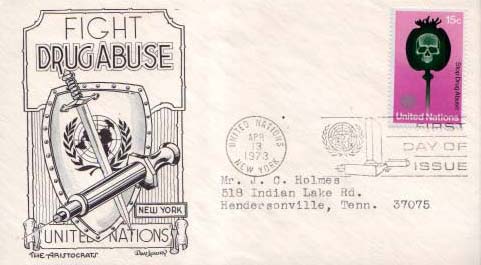 FIGHT
DRUG ABUSE
NEW YORK
UNITED NATIONS
THE ARISTOCRATS
15c
Stop Drug Abuse
United Nations
UNITED NATIONS
APR
13
1973
NEW YORK
FIRST
DAY OF
ISSUE
Mr. J. C. Holmes
518 Indian Lake Rd.
Hendersonville, Tenn. 37075